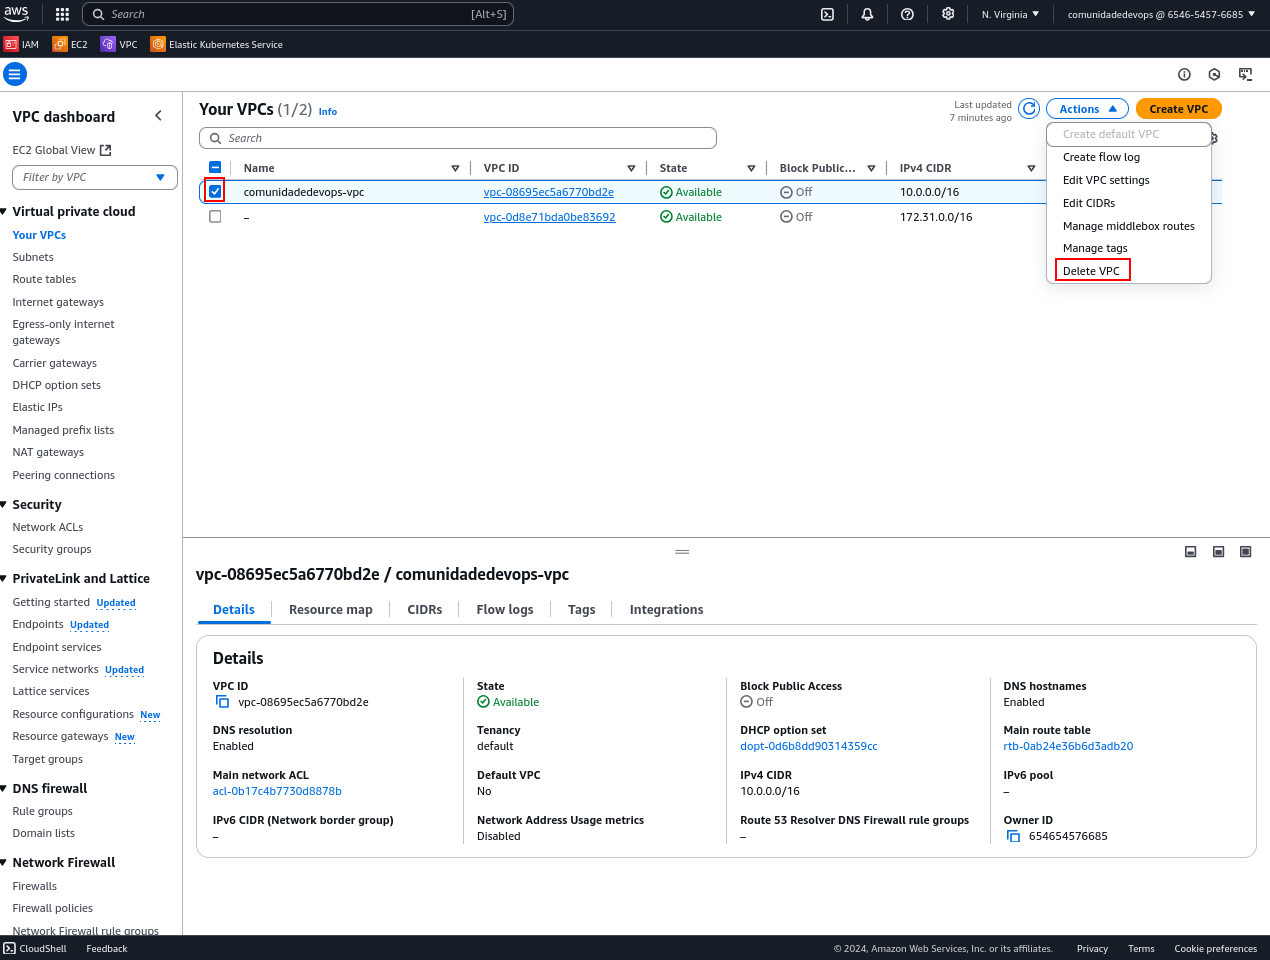 aws
Search [Alt+S]
N. Virginia
comunidadedevops @ 6546-5457-6685
IAM
EC2
VPC
Elastic Kubernetes Service
VPC dashboard
EC2 Global View
Filter by VPC
Virtual private cloud
Your VPCs
Subnets
Route tables
Internet gateways
Egress-only internet
gateways
Carrier gateways
DHCP option sets
Elastic IPs
Managed prefix lists
NAT gateways
Peering connections
Security
Network ACLs
Security groups
PrivateLink and Lattice
Getting started Updated
Endpoints Updated
Endpoint services
Service networks Updated
Lattice services
Resource configurations New
Resource gateways New
Target groups
DNS firewall
Rule groups
Domain lists
Network Firewall
Firewalls
Firewall policies
Network Firewall rule groups
Your VPCs (1/2) Info
Last updated
7 minutes ago
Actions
Create VPC
Search
Create default VPC
Create flow log
Edit VPC settings
Edit CIDRs
Manage middlebox routes
Manage tags
Delete VPC
Name VPC ID State Block Public... IPv4 CIDR
comunidadedevops-vpc vpc-08695ec5a6770bd2e Available Off 10.0.0.0/16
– vpc-0d8e71bda0be83692 Available Off 172.31.0.0/16
vpc-08695ec5a6770bd2e / comunidadedevops-vpc
Details Resource map CIDRs Flow logs Tags Integrations
Details
VPC ID
vpc-08695ec5a6770bd2e
State
Available
Block Public Access
Off
DNS hostnames
Enabled
DNS resolution
Enabled
Tenancy
default
DHCP option set
dopt-0d6b8dd90314359cc
Main route table
rtb-0ab24e36b6d3adb20
Main network ACL
acl-0b17c4b7730d8878b
Default VPC
No
IPv4 CIDR
10.0.0.0/16
IPv6 pool
–
IPv6 CIDR (Network border group)
–
Network Address Usage metrics
Disabled
Route 53 Resolver DNS Firewall rule groups
–
Owner ID
654654576685
CloudShell
Feedback
© 2024, Amazon Web Services, Inc. or its affiliates.
Privacy
Terms
Cookie preferences